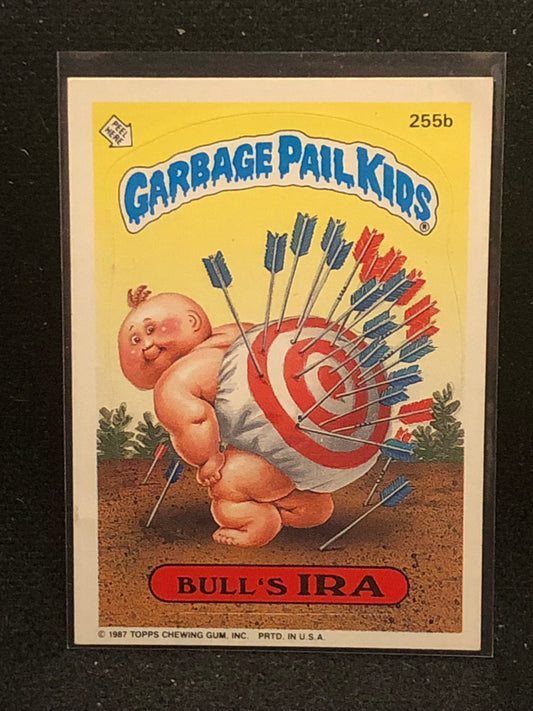 PEEL
HERE
255b
GARBAGE PAIL KIDS®
BULL'S IRA
© 1987 TOPPS CHEWING GUM, INC. PRTD. IN U.S.A.